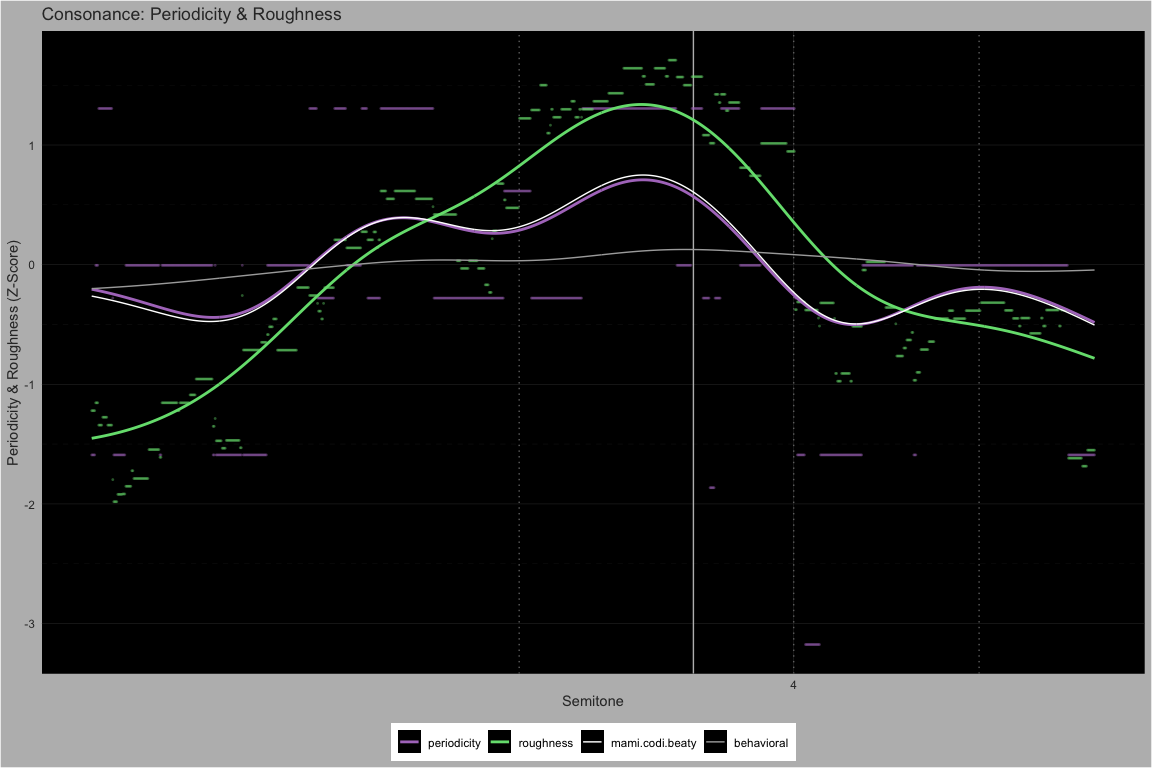 Consonance: Periodicity & Roughness
Periodicity & Roughness (Z-Score)
1
0
-1
-2
-3
4
Semitone
periodicity roughness mami.codi.beaty behavioral